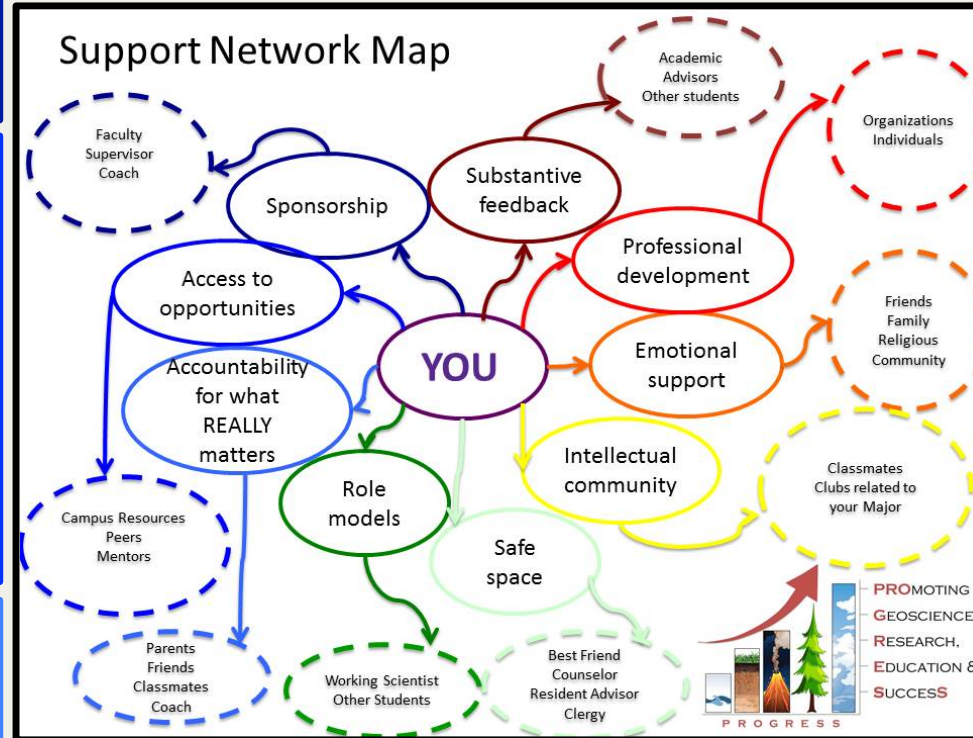 Support Network Map
Academic
Advisors
Other students
Organizations
Individuals
Faculty
Supervisor
Coach
Sponsorship
Substantive
feedback
Professional
development
Access to
opportunities
Friends
Family
Religious
Community
YOU
Emotional
support
Accountability
for what
REALLY
matters
Intellectual
community
Classmates
Clubs related to
your Major
Role
models
Safe
space
Campus Resources
Peers
Mentors
Parents
Friends
Classmates
Coach
Working Scientist
Other Students
Best Friend
Counselor
Resident Advisor
Clergy
PROMOTING
GEOSCIENCE
RESEARCH,
EDUCATION &
SUCCESS
PROGRESS